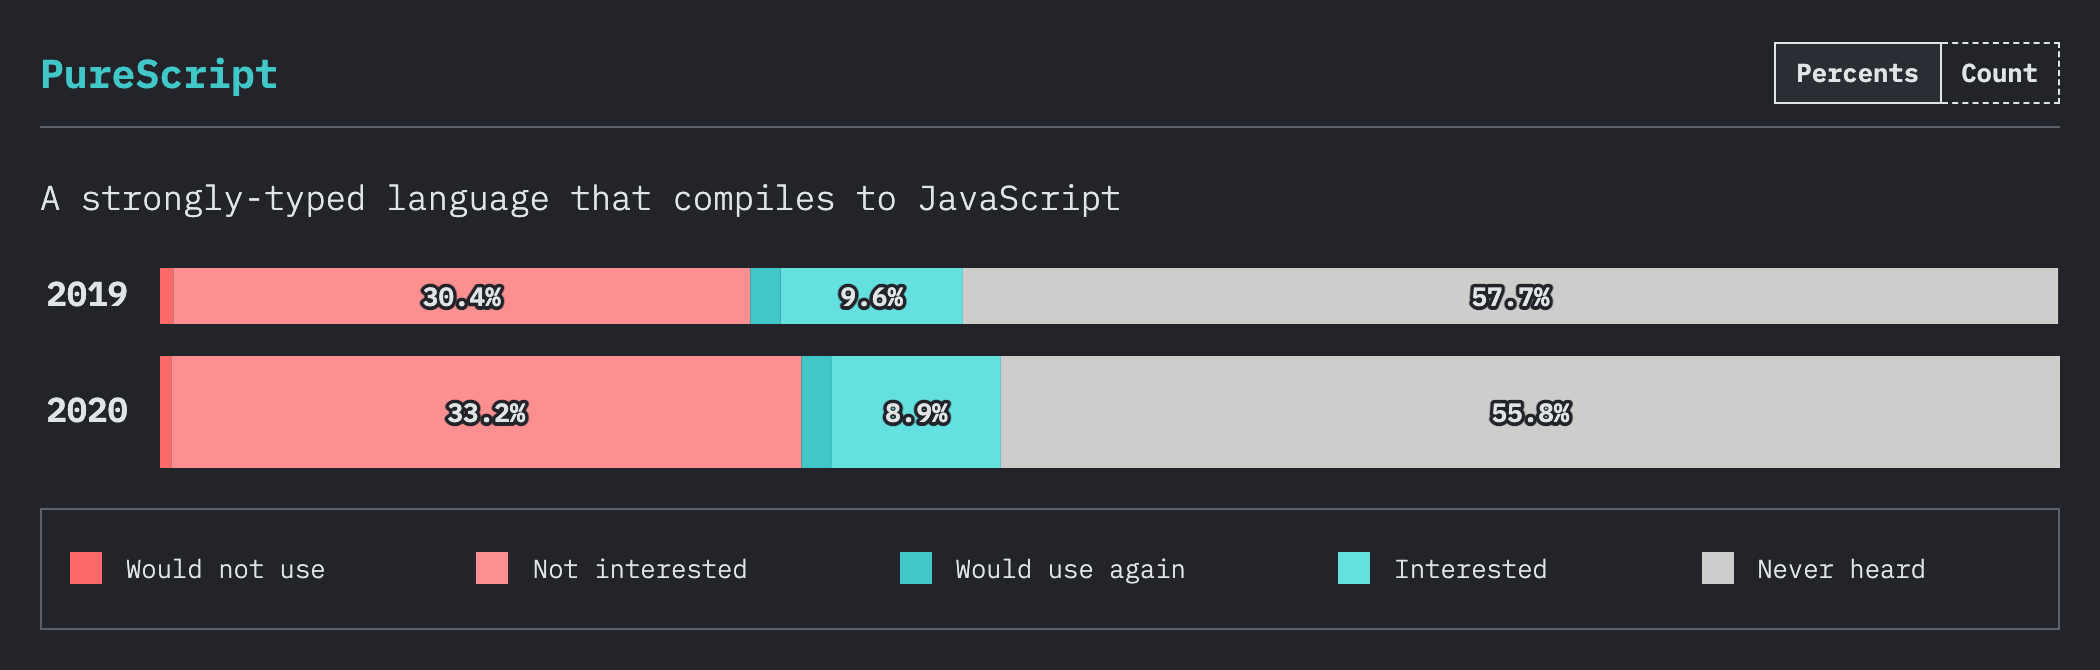 PureScript
Percents Count
A strongly-typed language that compiles to JavaScript
2019 30.4% 9.6% 57.7%
2020 33.2% 8.9% 55.8%
Would not use Not interested Would use again Interested Never heard